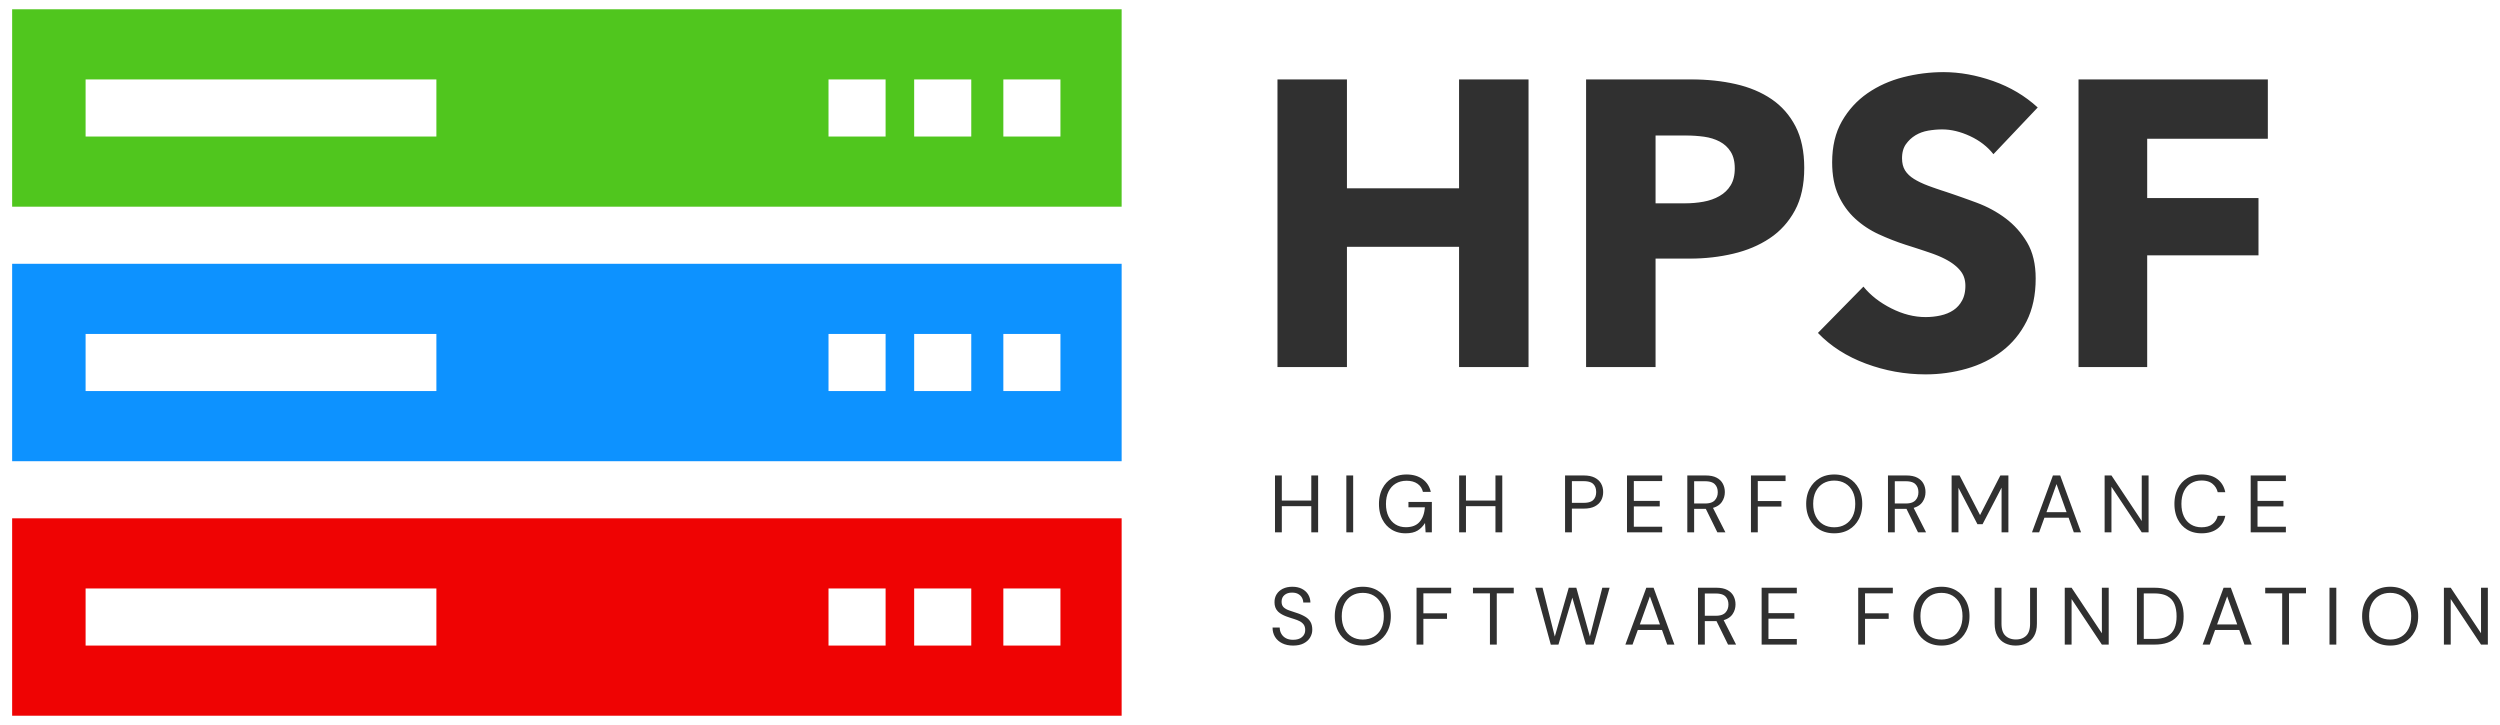 HPSF
HIGH PERFORMANCE
SOFTWARE FOUNDATION